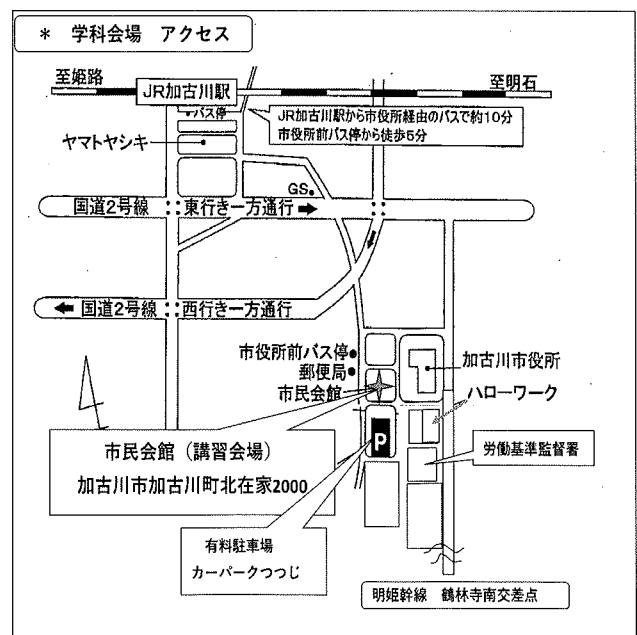 * 学科会場 アクセス
至姫路
JR加古川駅
至明石
バス停
JR加古川駅から市役所経由のバスで約10分
市役所前バス停から徒歩5分
ヤマトヤシキ
GS
国道2号線 東行き一方通行
国道2号線 西行き一方通行
市役所前バス停
郵便局
市民会館
加古川市役所
ハローワーク
市民会館(講習会場)
加古川市加古川町北在家2000
P
労働基準監督署
有料駐車場
カーパークつつじ
明姫幹線 鶴林寺南交差点